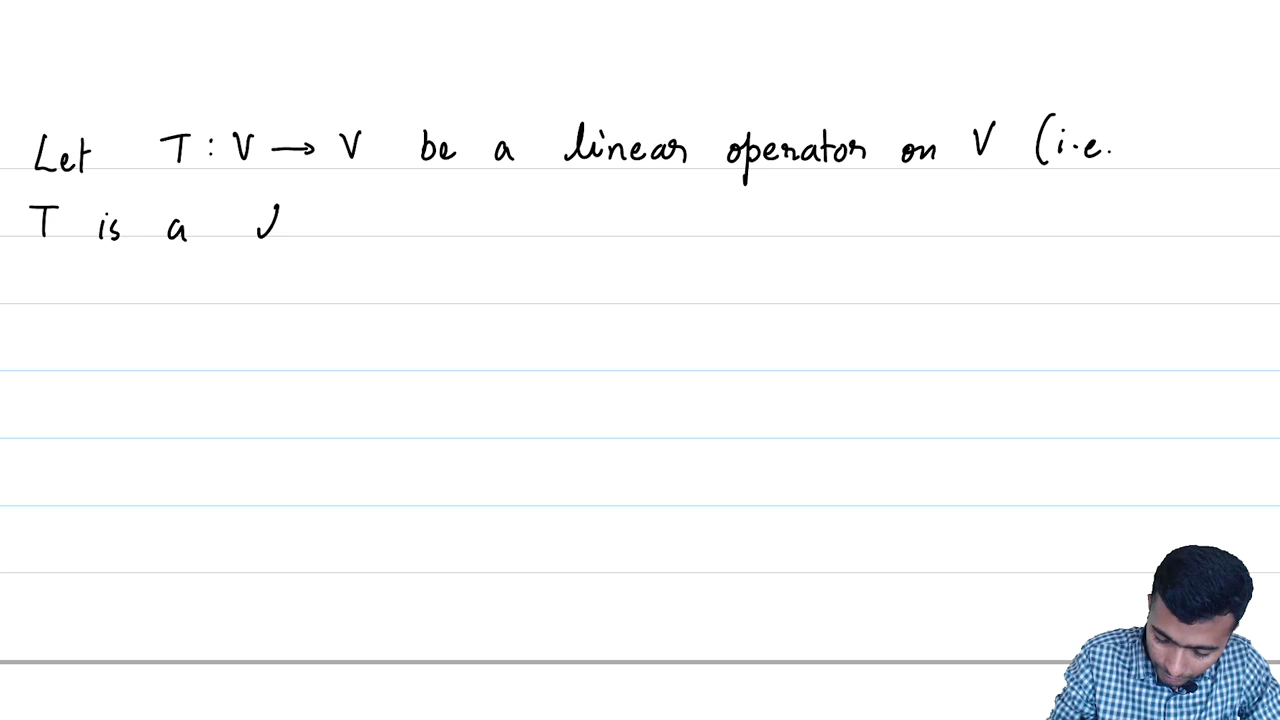 Let T : V → V be a linear operator on V (i.e.
T is a